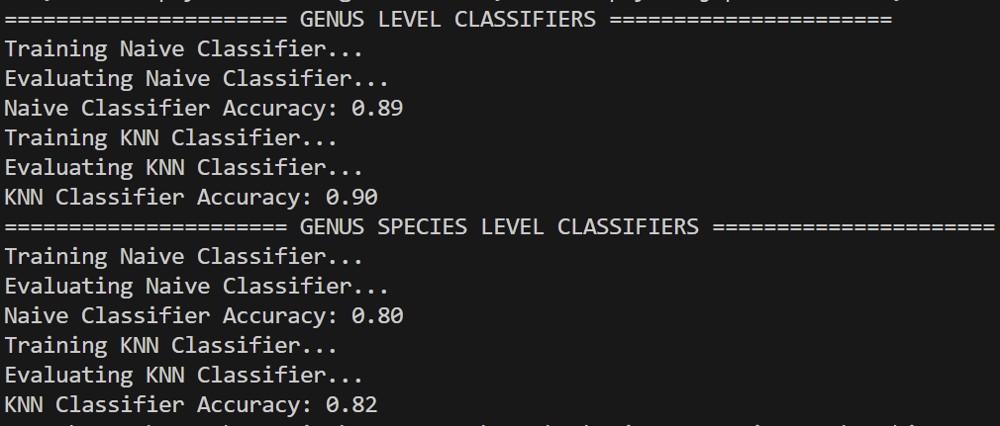 ====================== GENUS LEVEL CLASSIFIERS ======================
Training Naive Classifier...
Evaluating Naive Classifier...
Naive Classifier Accuracy: 0.89
Training KNN Classifier...
Evaluating KNN Classifier...
KNN Classifier Accuracy: 0.90
====================== GENUS SPECIES LEVEL CLASSIFIERS ======================
Training Naive Classifier...
Evaluating Naive Classifier...
Naive Classifier Accuracy: 0.80
Training KNN Classifier...
Evaluating KNN Classifier...
KNN Classifier Accuracy: 0.82